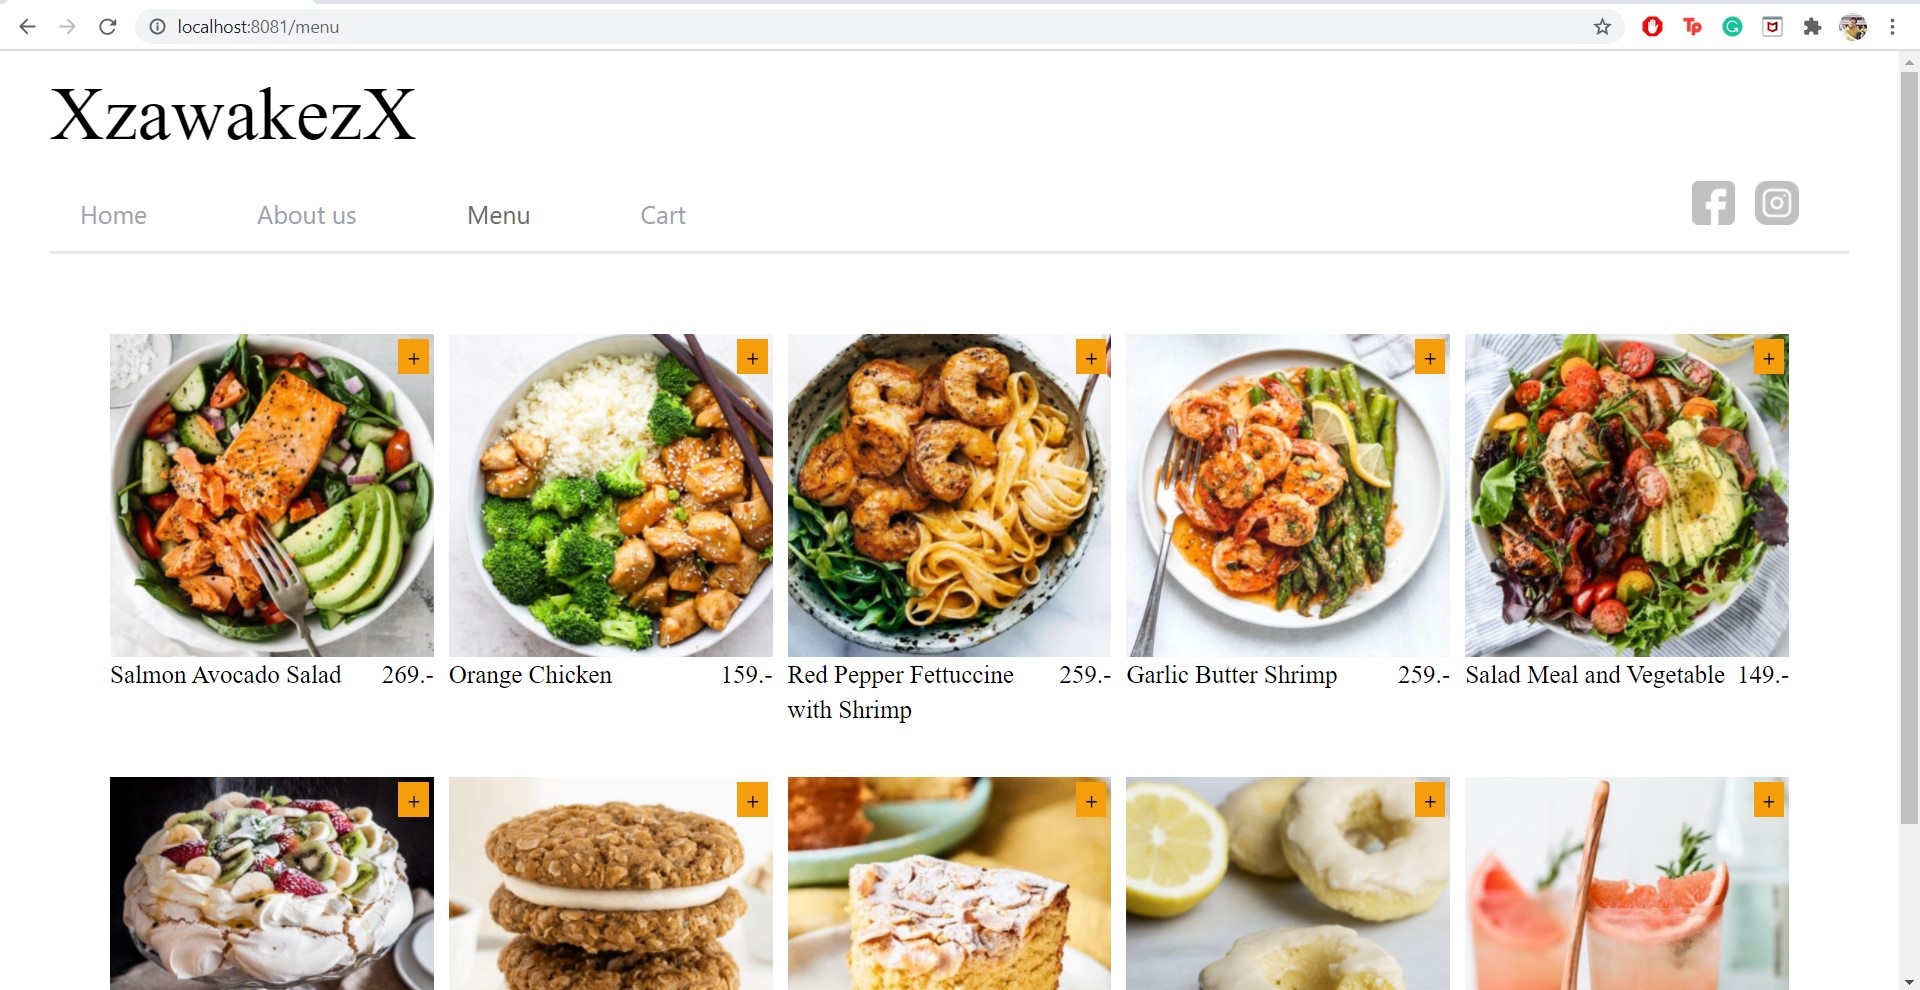 localhost:8081/menu
XzawakezX
Home About us Menu Cart
+ + + + +
Salmon Avocado Salad 269.- Orange Chicken 159.- Red Pepper Fettuccine 259.- Garlic Butter Shrimp 259.- Salad Meal and Vegetable 149.-
with Shrimp
+ + + + +